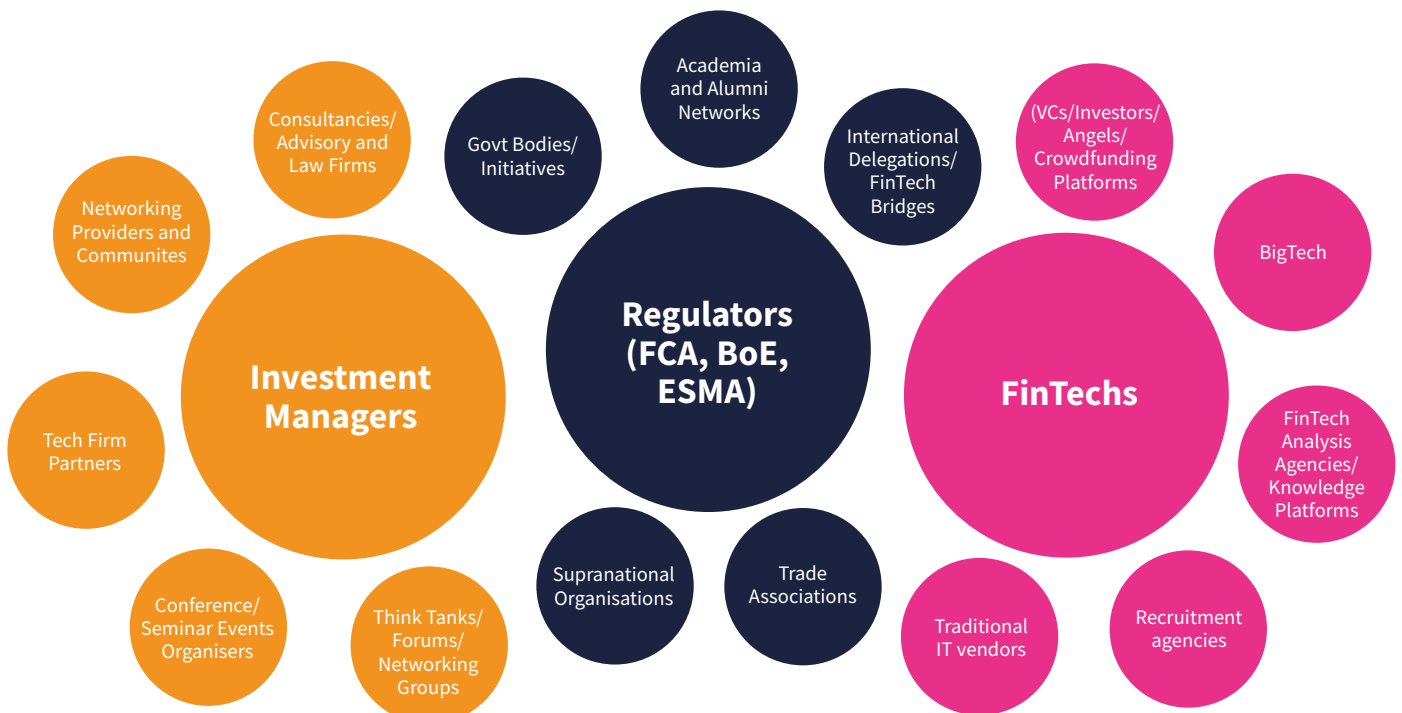 Academia
and Alumni
Networks
Consultancies/
Advisory and
Law Firms
Govt Bodies/
Initiatives
International
Delegations/
FinTech
Bridges
(VCs/Investors/
Angels/
Crowdfunding
Platforms
Networking
Providers and
Communites
BigTech
Investment
Managers
Regulators
(FCA, BoE,
ESMA)
FinTechs
Tech Firm
Partners
FinTech
Analysis
Agencies/
Knowledge
Platforms
Conference/
Seminar Events
Organisers
Think Tanks/
Forums/
Networking
Groups
Supranational
Organisations
Trade
Associations
Traditional
IT vendors
Recruitment
agencies